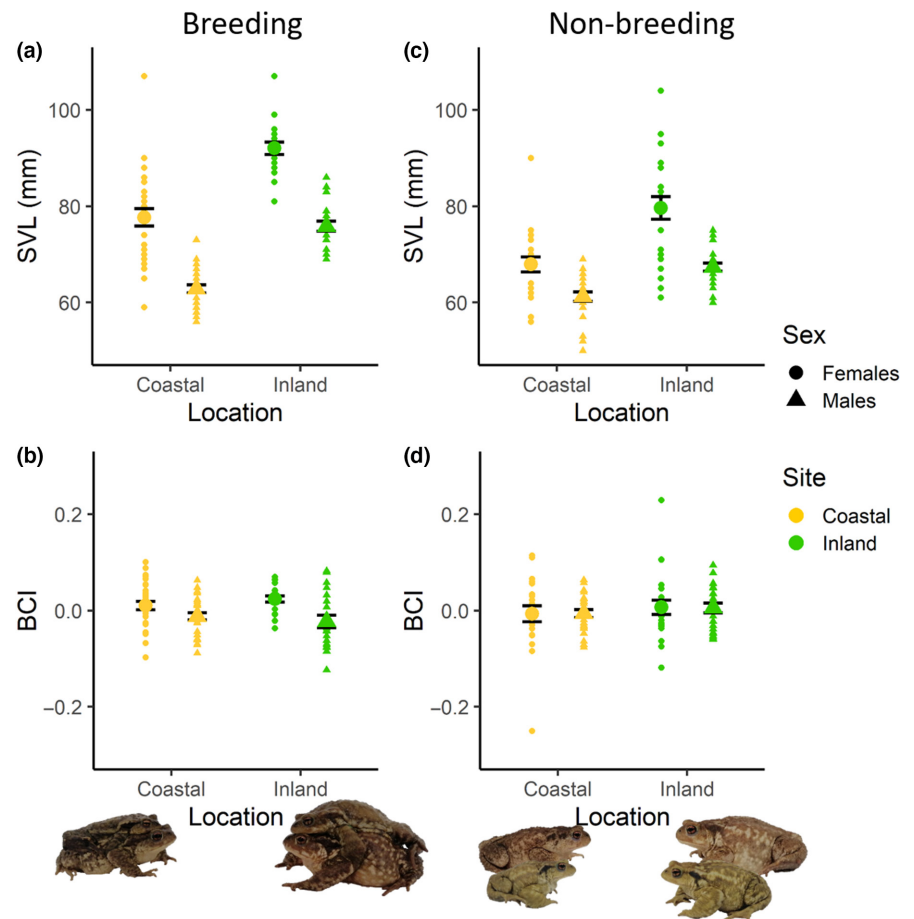 Breeding
Non-breeding
(a)
100
80
60
SVL (mm)
Coastal
Inland
Location
(c)
100
80
60
SVL (mm)
Coastal
Inland
Location
Sex
Females
Males
(b)
0.2
0.0
−0.2
BCI
Coastal
Inland
Location
(d)
0.2
0.0
−0.2
BCI
Coastal
Inland
Location
Site
Coastal
Inland